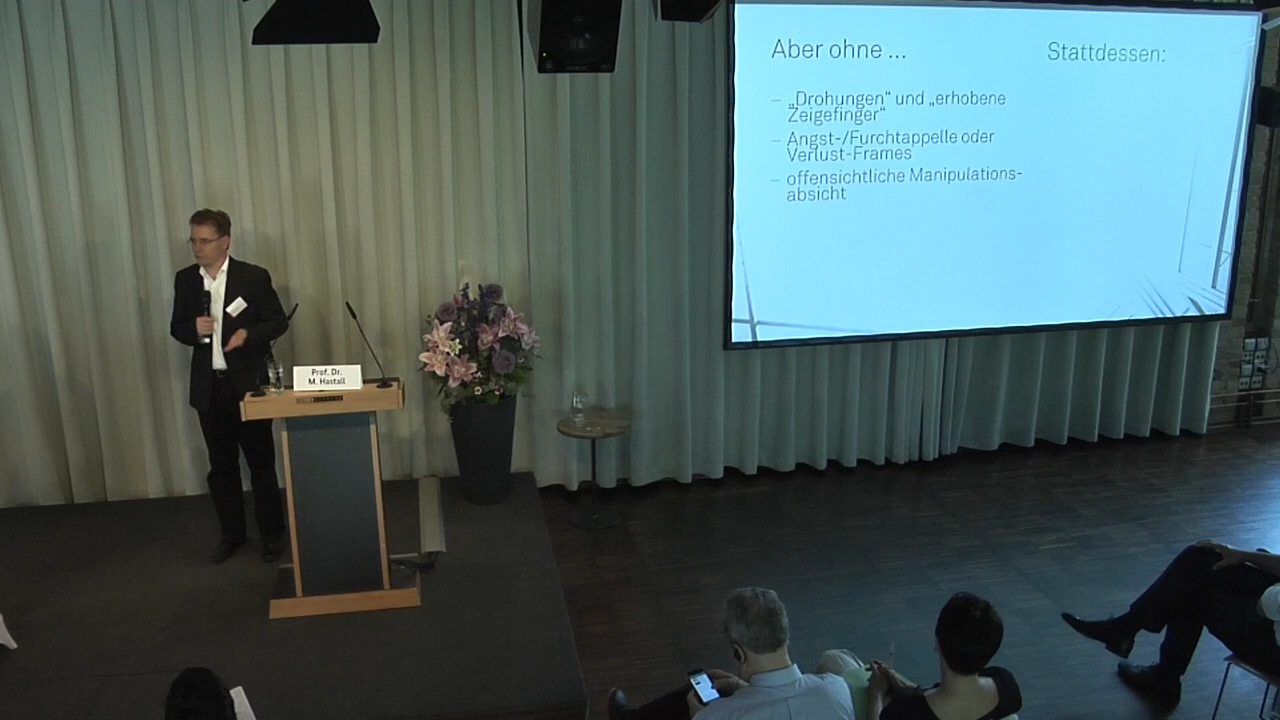 Aber ohne ...
– „Drohungen“ und „erhobene
Zeigefinger“
– Angst-/Furchtappelle oder
Verlust-Frames
– offensichtliche Manipulations-
absicht
Stattdessen:
Prof. Dr.
M. Hastall